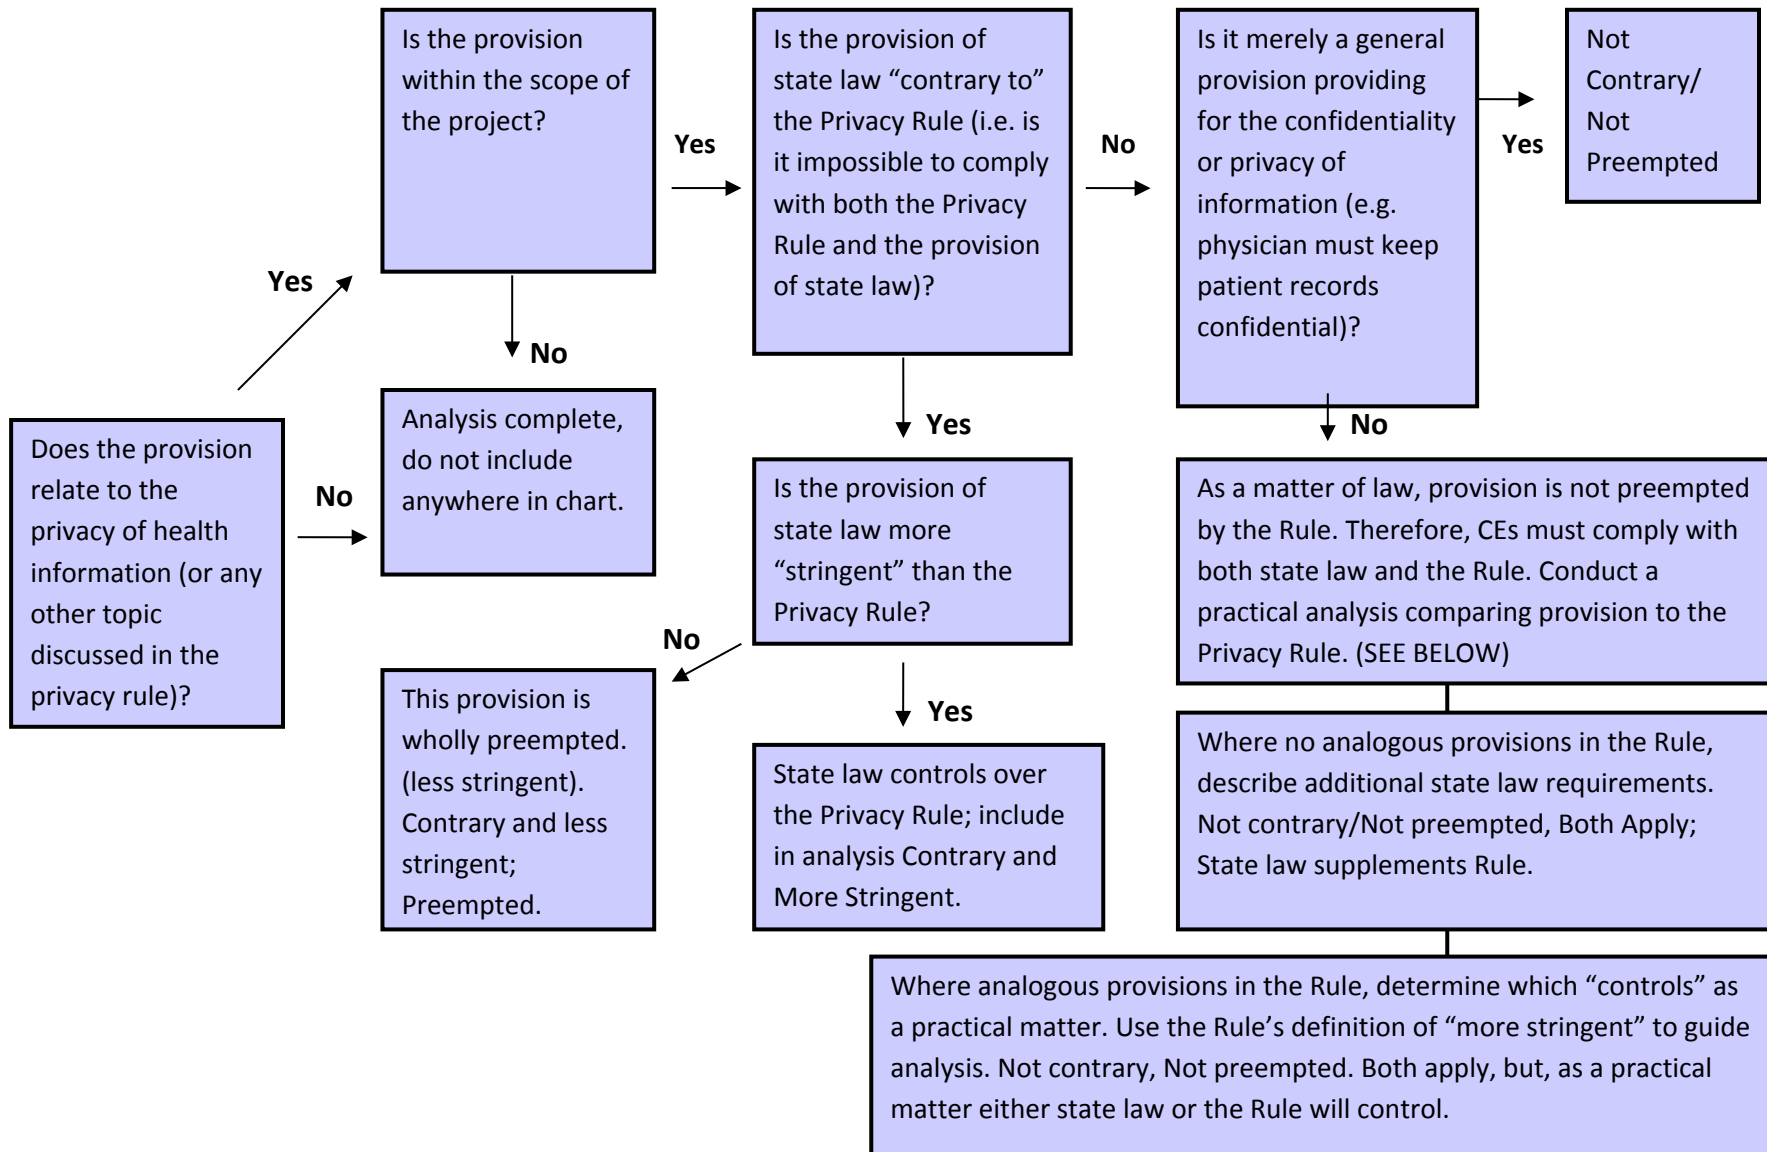 Does the provision
relate to the
privacy of health
information (or any
other topic
discussed in the
privacy rule)?
Yes
No
Is the provision
within the scope of
the project?
Yes
No
Analysis complete,
do not include
anywhere in chart.
Is the provision of
state law “contrary to”
the Privacy Rule (i.e. is
it impossible to comply
with both the Privacy
Rule and the provision
of state law)?
No
Yes
Is the provision of
state law more
“stringent” than the
Privacy Rule?
No
Yes
This provision is
wholly preempted.
(less stringent).
Contrary and less
stringent;
Preempted.
State law controls over
the Privacy Rule; include
in analysis Contrary and
More Stringent.
Is it merely a general
provision providing
for the confidentiality
or privacy of
information (e.g.
physician must keep
patient records
confidential)?
Yes
No
Not
Contrary/
Not
Preempted
As a matter of law, provision is not preempted
by the Rule. Therefore, CEs must comply with
both state law and the Rule. Conduct a
practical analysis comparing provision to the
Privacy Rule. (SEE BELOW)
Where no analogous provisions in the Rule,
describe additional state law requirements.
Not contrary/Not preempted, Both Apply;
State law supplements Rule.
Where analogous provisions in the Rule, determine which “controls” as
a practical matter. Use the Rule’s definition of “more stringent” to guide
analysis. Not contrary, Not preempted. Both apply, but, as a practical
matter either state law or the Rule will control.